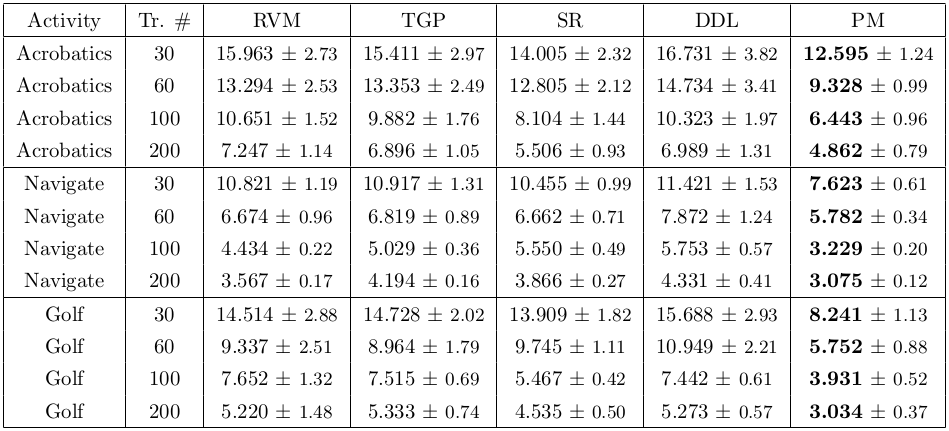 Activity Tr. # RVM TGP SR DDL PM
Acrobatics 30 15.963 ± 2.73 15.411 ± 2.97 14.005 ± 2.32 16.731 ± 3.82 12.595 ± 1.24
Acrobatics 60 13.294 ± 2.53 13.353 ± 2.49 12.805 ± 2.12 14.734 ± 3.41 9.328 ± 0.99
Acrobatics 100 10.651 ± 1.52 9.882 ± 1.76 8.104 ± 1.44 10.323 ± 1.97 6.443 ± 0.96
Acrobatics 200 7.247 ± 1.14 6.896 ± 1.05 5.506 ± 0.93 6.989 ± 1.31 4.862 ± 0.79
Navigate 30 10.821 ± 1.19 10.917 ± 1.31 10.455 ± 0.99 11.421 ± 1.53 7.623 ± 0.61
Navigate 60 6.674 ± 0.96 6.819 ± 0.89 6.662 ± 0.71 7.872 ± 1.24 5.782 ± 0.34
Navigate 100 4.434 ± 0.22 5.029 ± 0.36 5.550 ± 0.49 5.753 ± 0.57 3.229 ± 0.20
Navigate 200 3.567 ± 0.17 4.194 ± 0.16 3.866 ± 0.27 4.331 ± 0.41 3.075 ± 0.12
Golf 30 14.514 ± 2.88 14.728 ± 2.02 13.909 ± 1.82 15.688 ± 2.93 8.241 ± 1.13
Golf 60 9.337 ± 2.51 8.964 ± 1.79 9.745 ± 1.11 10.949 ± 2.21 5.752 ± 0.88
Golf 100 7.652 ± 1.32 7.515 ± 0.69 5.467 ± 0.42 7.442 ± 0.61 3.931 ± 0.52
Golf 200 5.220 ± 1.48 5.333 ± 0.74 4.535 ± 0.50 5.273 ± 0.57 3.034 ± 0.37